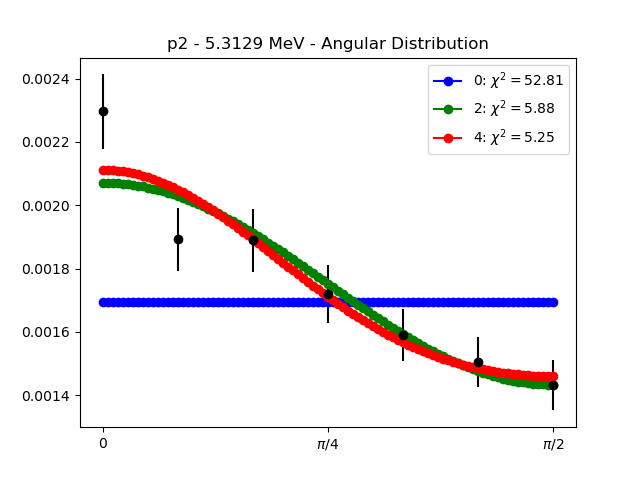 p2 - 5.3129 MeV - Angular Distribution
0: χ² = 52.81
2: χ² = 5.88
4: χ² = 5.25
0.0024
0.0022
0.0020
0.0018
0.0016
0.0014
0 π/4 π/2